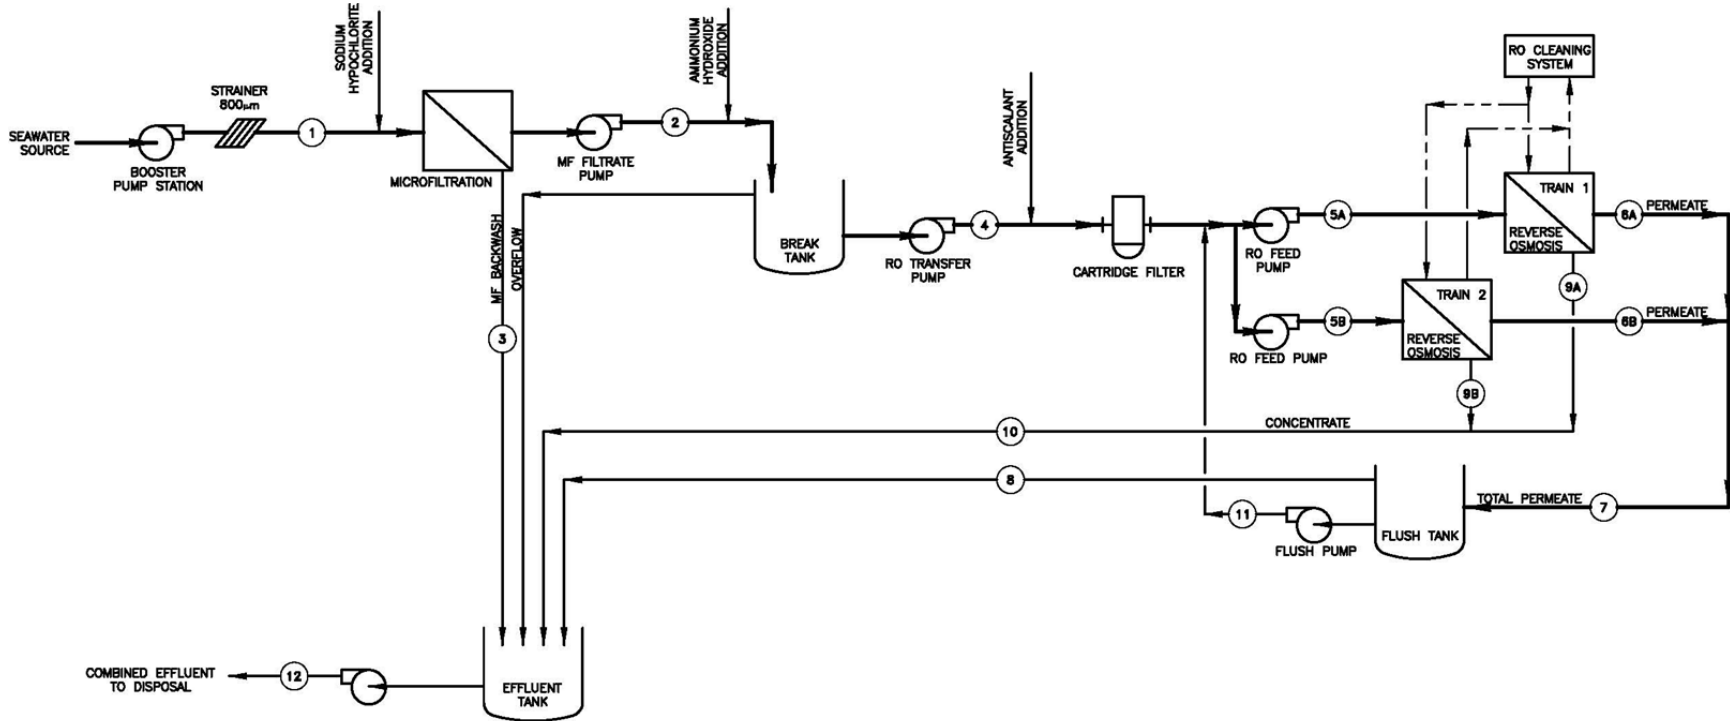 SODIUM
HYPOCHLORITE
ADDITION
AMMONIUM
HYDROXIDE
ADDITION
RO CLEANING
SYSTEM
STRAINER
800µm
ANTISCALANT
ADDITION
SEAWATER
SOURCE
1
2
BOOSTER
PUMP STATION
MICROFILTRATION
MF FILTRATE
PUMP
TRAIN 1
REVERSE
OSMOSIS
5A
6A
PERMEATE
4
BREAK
TANK
RO TRANSFER
PUMP
CARTRIDGE FILTER
RO FEED
PUMP
MF BACKWASH
OVERFLOW
9A
TRAIN 2
REVERSE
OSMOSIS
5B
6B
PERMEATE
3
RO FEED PUMP
9B
10
CONCENTRATE
8
TOTAL PERMEATE
7
11
FLUSH PUMP
FLUSH TANK
COMBINED EFFLUENT
TO DISPOSAL
12
EFFLUENT
TANK